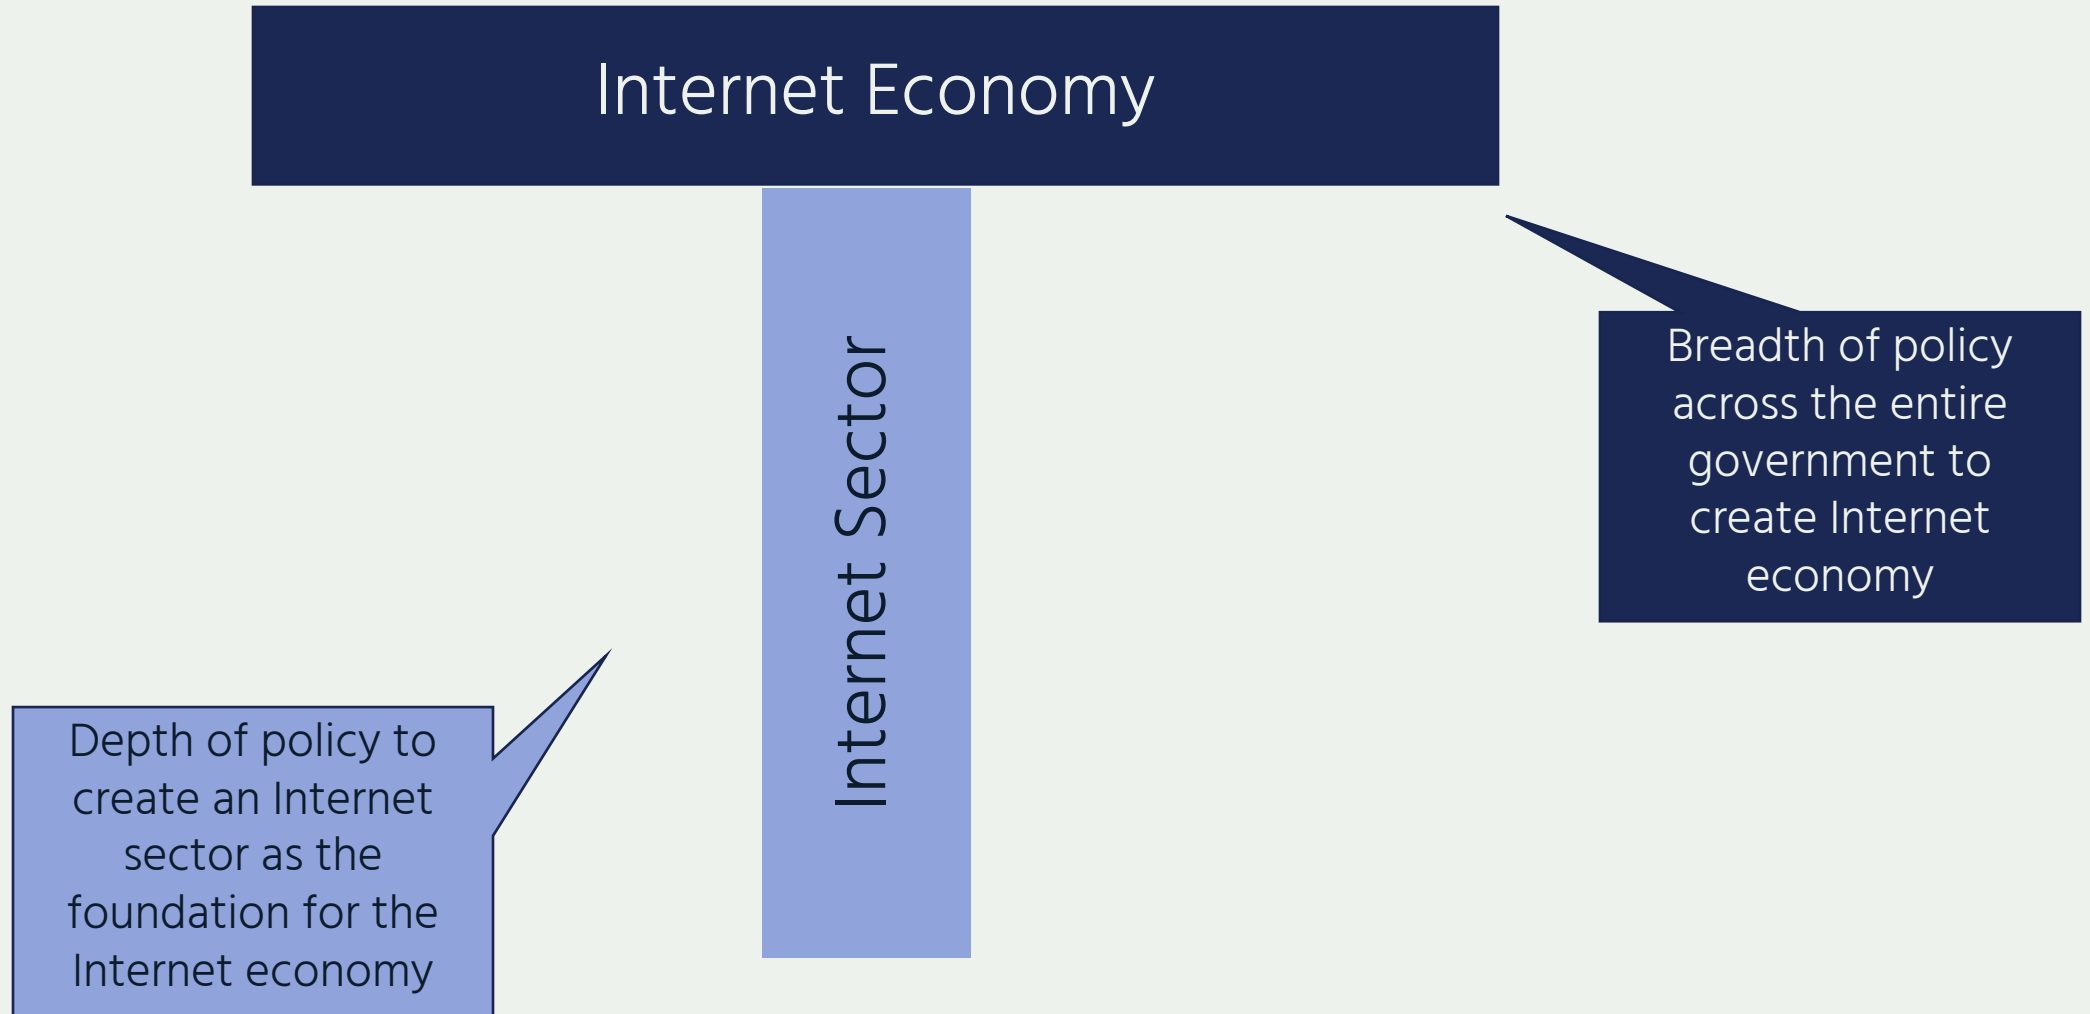 Internet Economy
Internet Sector
Breadth of policy
across the entire
government to
create Internet
economy
Depth of policy to
create an Internet
sector as the
foundation for the
Internet economy